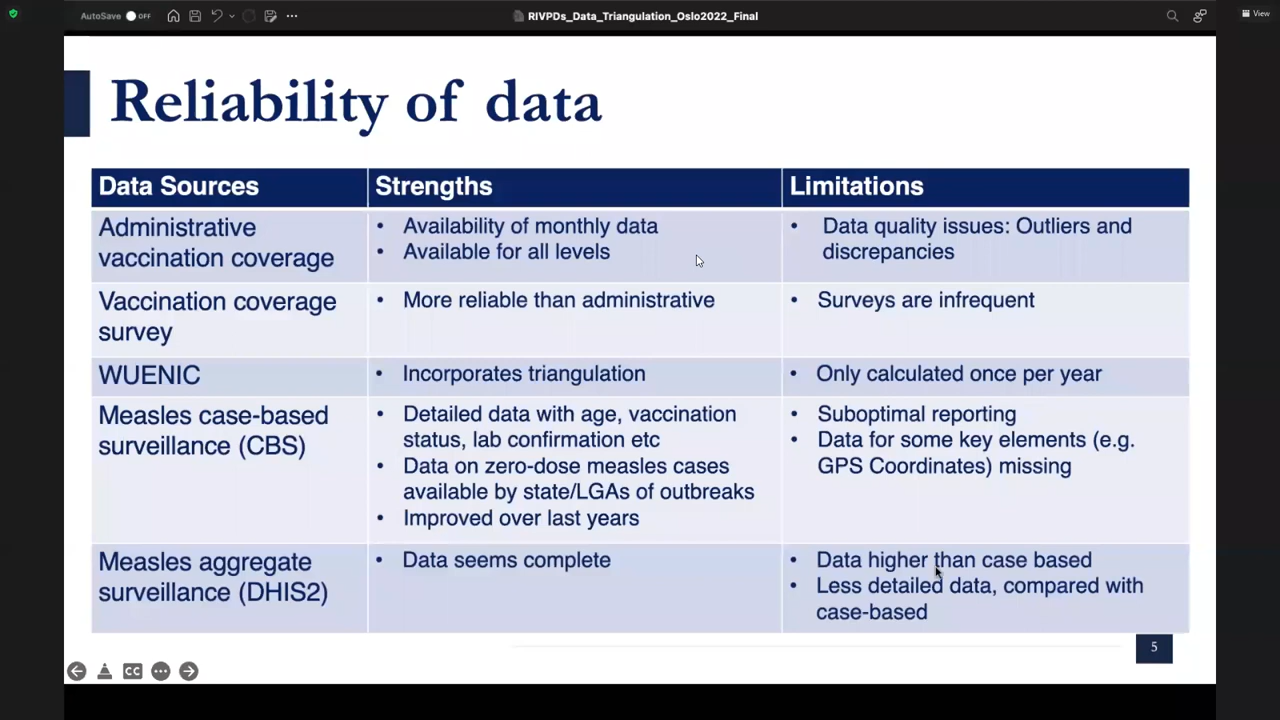 AutoSave OFF
RIVPDs_Data_Triangulation_Oslo2022_Final
View
Reliability of data
Data Sources
Strengths
Limitations
Administrative
vaccination coverage
• Availability of monthly data
• Available for all levels
• Data quality issues: Outliers and
discrepancies
Vaccination coverage
survey
• More reliable than administrative
• Surveys are infrequent
WUENIC
• Incorporates triangulation
• Only calculated once per year
Measles case-based
surveillance (CBS)
• Detailed data with age, vaccination
status, lab confirmation etc
• Data on zero-dose measles cases
available by state/LGAs of outbreaks
• Improved over last years
• Suboptimal reporting
• Data for some key elements (e.g.
GPS Coordinates) missing
Measles aggregate
surveillance (DHIS2)
• Data seems complete
• Data higher than case based
• Less detailed data, compared with
case-based
5
CC